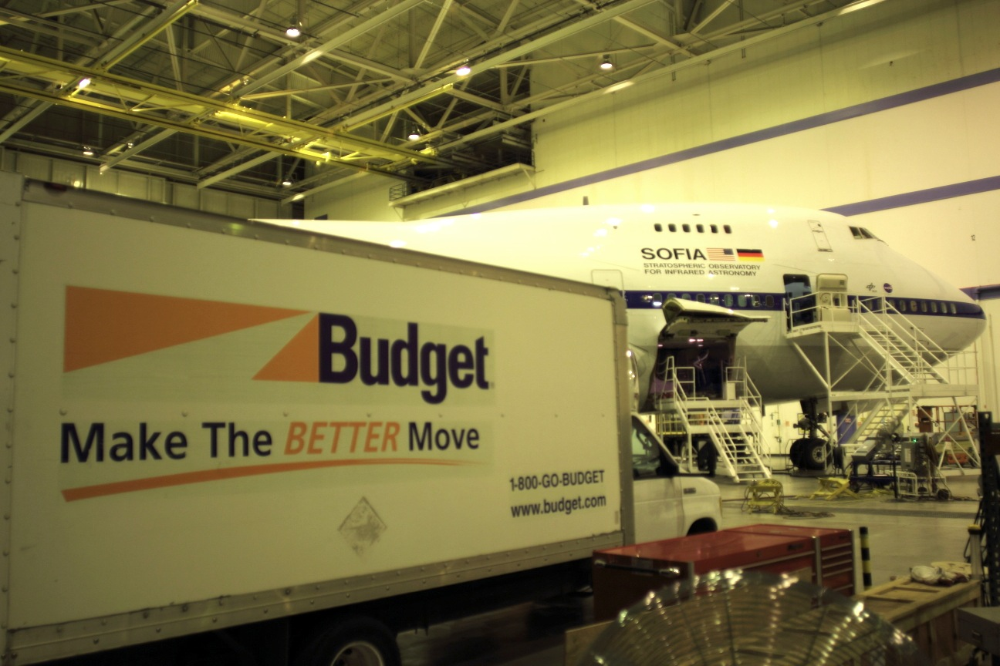 SOFIA
STRATOSPHERIC OBSERVATORY
FOR INFRARED ASTRONOMY
Budget
Make The BETTER Move
1-800-GO-BUDGET
www.budget.com